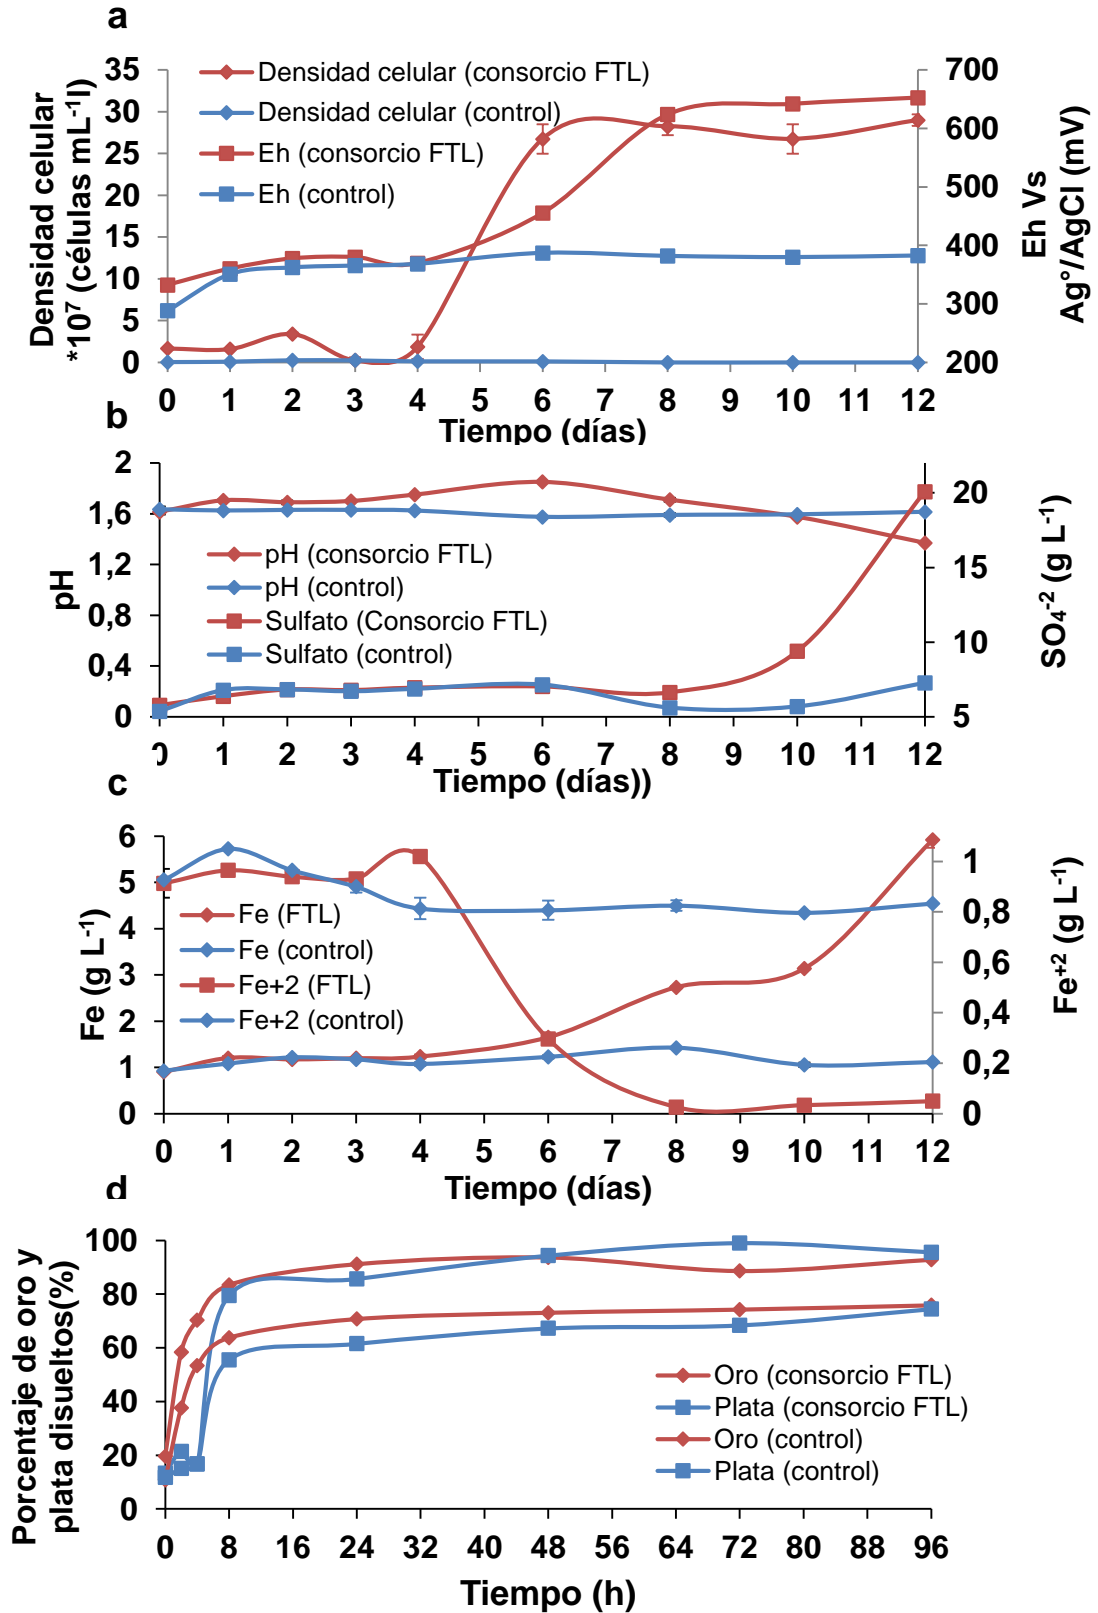 a
Densidad celular
*10⁷ (células mL⁻¹l)
35
30
25
20
15
10
5
0
Densidad celular (consorcio FTL)
Densidad celular (control)
Eh (consorcio FTL)
Eh (control)
700
600
500
400
300
200
Eh Vs
Ag°/AgCl (mV)
0 1 2 3 4 5 6 7 8 9 10 11 12
Tiempo (días)
b
pH
2
1,6
1,2
0,8
0,4
0
pH (consorcio FTL)
pH (control)
Sulfato (Consorcio FTL)
Sulfato (control)
20
15
10
5
SO₄⁻² (g L⁻¹)
0 1 2 3 4 5 6 7 8 9 10 11 12
Tiempo (días))
c
Fe (g L⁻¹)
6
5
4
3
2
1
0
Fe (FTL)
Fe (control)
Fe+2 (FTL)
Fe+2 (control)
1
0,8
0,6
0,4
0,2
0
Fe⁺² (g L⁻¹)
0 1 2 3 4 5 6 7 8 9 10 11 12
Tiempo (días)
d
Porcentaje de oro y
plata disueltos(%)
100
80
60
40
20
0
Oro (consorcio FTL)
Plata (consorcio FTL)
Oro (control)
Plata (control)
0 8 16 24 32 40 48 56 64 72 80 88 96
Tiempo (h)